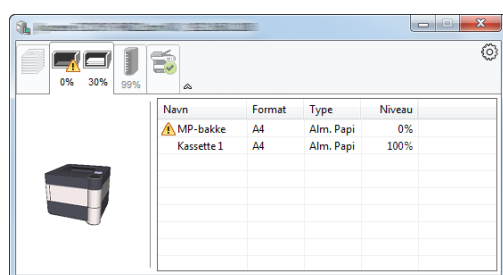 0% 30% 99%
Navn Format Type Niveau
MP-bakke A4 Alm. Papi 0%
Kassette 1 A4 Alm. Papi 100%